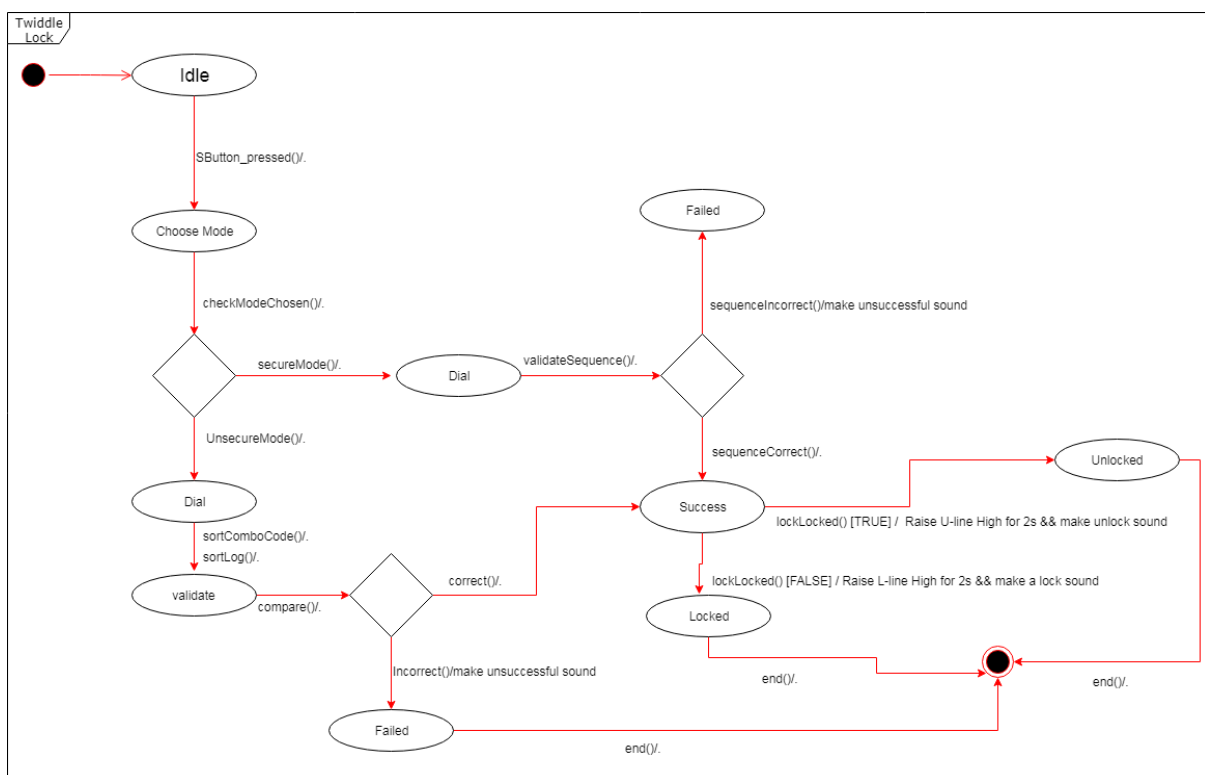 Twiddle
Lock
Idle
SButton_pressed()/.
Failed
Choose Mode
checkModeChosen()/.
sequenceIncorrect()/make unsuccessful sound
secureMode()/.
Dial
validateSequence()/.
UnsecureMode()/.
sequenceCorrect()/.
Unlocked
Dial
Success
lockLocked() [TRUE] / Raise U-line High for 2s && make unlock sound
sortComboCode()/.
sortLog()/.
lockLocked() [FALSE] / Raise L-line High for 2s && make a lock sound
correct()/.
validate
compare()/.
Locked
Incorrect()/make unsuccessful sound
end()/.
end()/.
Failed
end()/.